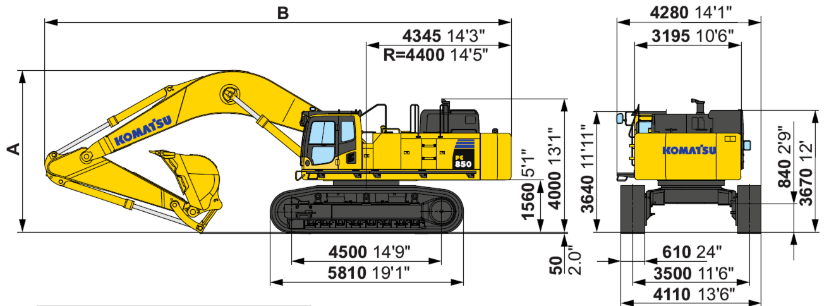 B
4280 14'1"
4345 14'3"
3195 10'6"
R=4400 14'5"
A
KOMATSU
PC
850
1560 5'1"
4000 13'1"
3640 11'11"
KOMATSU
840 2'9"
3670 12'
4500 14'9"
5810 19'1"
50
2.0"
610 24"
3500 11'6"
4110 13'6"